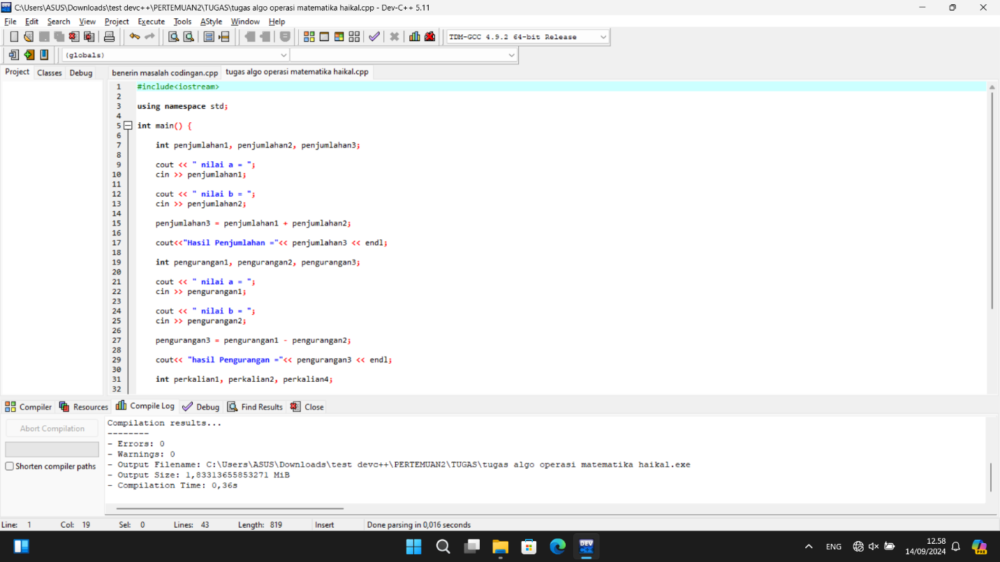 C:\Users\ASUS\Downloads\test devc++\PERTEMUAN2\TUGAS\tugas algo operasi matematika haikal.cpp - Dev-C++ 5.11
File Edit Search View Project Execute Tools AStyle Window Help
TDM-GCC 4.9.2 64-bit Release
(globals)
Project Classes Debug benerin masalah codingan.cpp tugas algo operasi matematika haikal.cpp
1 #include<iostream>
2
3 using namespace std;
4
5 int main() {
6
7 int penjumlahan1, penjumlahan2, penjumlahan3;
8
9 cout << " nilai a = ";
10 cin >> penjumlahan1;
11
12 cout << " nilai b = ";
13 cin >> penjumlahan2;
14
15 penjumlahan3 = penjumlahan1 + penjumlahan2;
16
17 cout<<"Hasil Penjumlahan ="<< penjumlahan3 << endl;
18
19 int pengurangan1, pengurangan2, pengurangan3;
20
21 cout << " nilai a = ";
22 cin >> pengurangan1;
23
24 cout << " nilai b = ";
25 cin >> pengurangan2;
26
27 pengurangan3 = pengurangan1 - pengurangan2;
28
29 cout<< "hasil Pengurangan ="<< pengurangan3 << endl;
30
31 int perkalian1, perkalian2, perkalian4;
32
Compiler Resources Compile Log Debug Find Results Close
Abort Compilation
Shorten compiler paths
Compilation results...
--------
- Errors: 0
- Warnings: 0
- Output Filename: C:\Users\ASUS\Downloads\test devc++\PERTEMUAN2\TUGAS\tugas algo operasi matematika haikal.exe
- Output Size: 1,83313655853271 MiB
- Compilation Time: 0,36s
Line: 1 Col: 19 Sel: 0 Lines: 43 Length: 819 Insert Done parsing in 0,016 seconds
DEV
ENG
12.58
14/09/2024
PRE